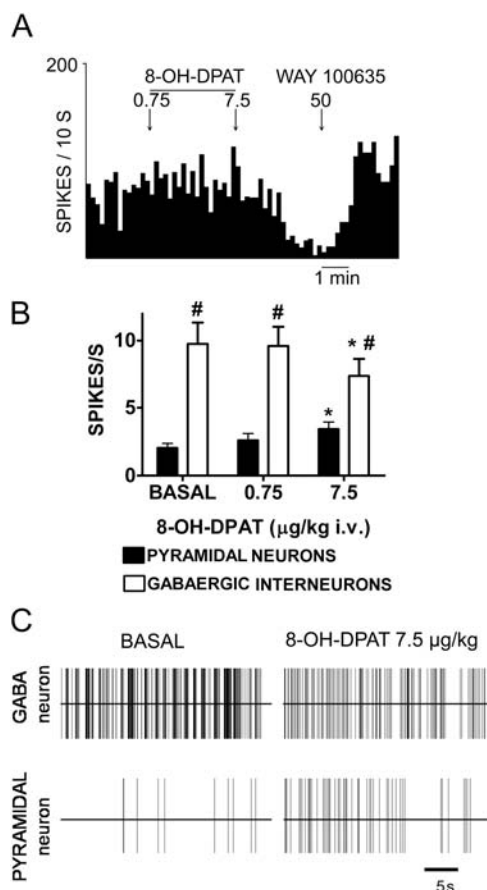 A
200
8-OH-DPAT WAY 100635
0.75 7.5 50
SPIKES / 10 S
1 min
B
10
5
0
SPIKES/S
# # * #
*
BASAL 0.75 7.5
8-OH-DPAT (µg/kg i.v.)
PYRAMIDAL NEURONS
GABAERGIC INTERNEURONS
C
BASAL 8-OH-DPAT 7.5 µg/kg
GABA
neuron
PYRAMIDAL
neuron
5s